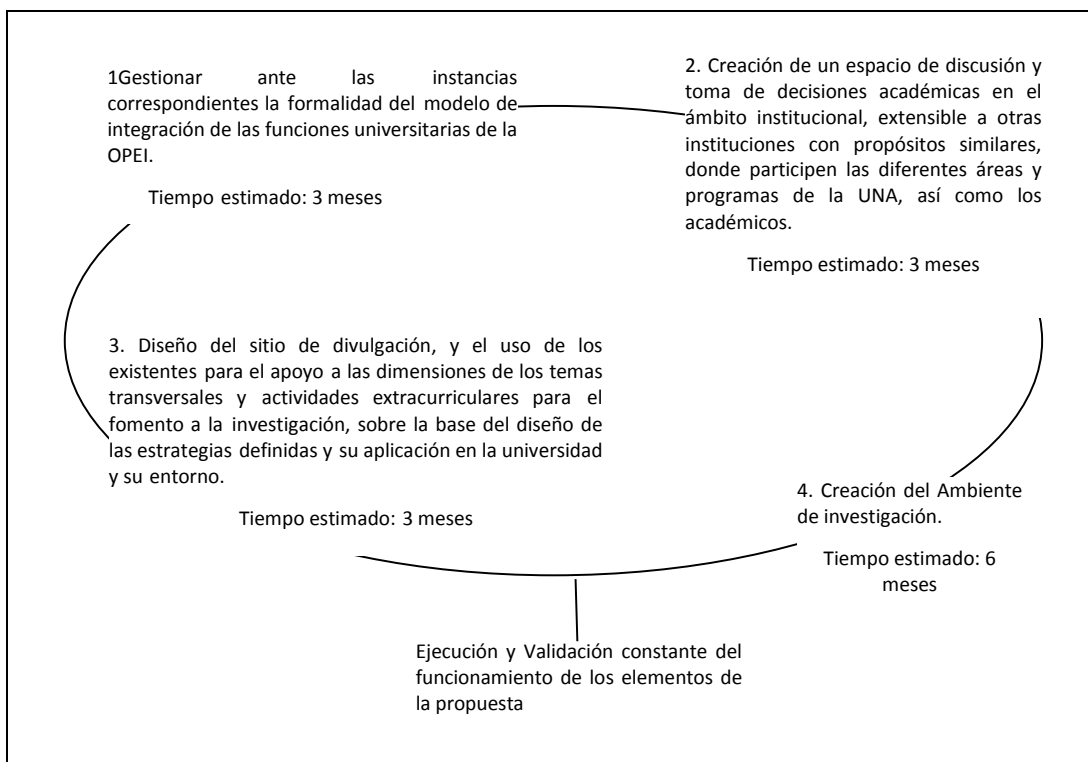 1Gestionar ante las instancias
correspondientes la formalidad del modelo de
integración de las funciones universitarias de la
OPEI.
Tiempo estimado: 3 meses
2. Creación de un espacio de discusión y
toma de decisiones académicas en el
ámbito institucional, extensible a otras
instituciones con propósitos similares,
donde participen las diferentes áreas y
programas de la UNA, así como los
académicos.
Tiempo estimado: 3 meses
3. Diseño del sitio de divulgación, y el uso de los
existentes para el apoyo a las dimensiones de los temas
transversales y actividades extracurriculares para el
fomento a la investigación, sobre la base del diseño de
las estrategias definidas y su aplicación en la universidad
y su entorno.
Tiempo estimado: 3 meses
4. Creación del Ambiente
de investigación.
Tiempo estimado: 6
meses
Ejecución y Validación constante del
funcionamiento de los elementos de
la propuesta